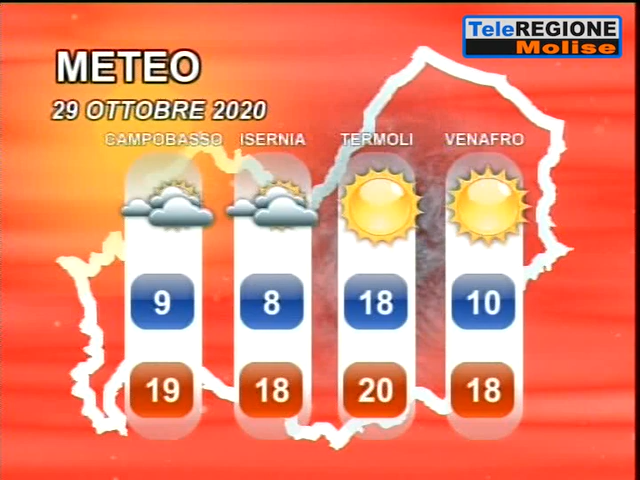 TeleREGIONE
Molise
METEO
29 OTTOBRE 2020
CAMPOBASSO ISERNIA TERMOLI VENAFRO
9 8 18 10
19 18 20 18